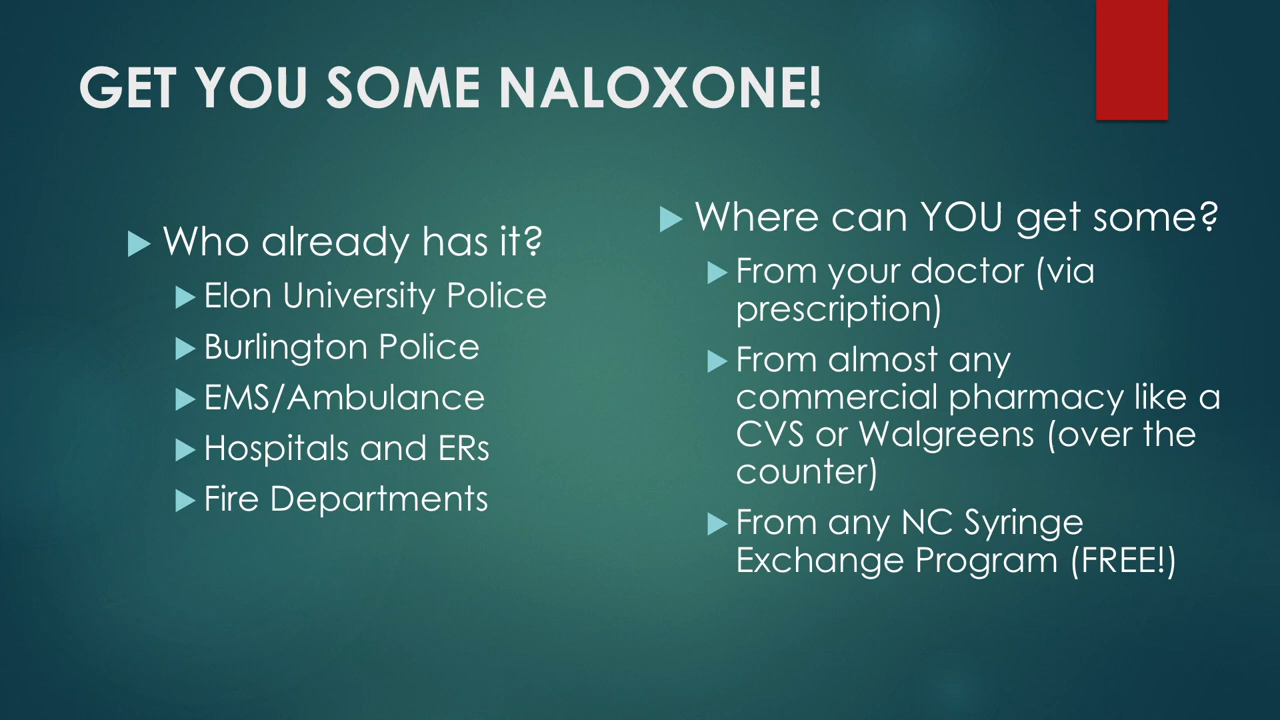 GET YOU SOME NALOXONE!
Who already has it?
Elon University Police
Burlington Police
EMS/Ambulance
Hospitals and ERs
Fire Departments
Where can YOU get some?
From your doctor (via
prescription)
From almost any
commercial pharmacy like a
CVS or Walgreens (over the
counter)
From any NC Syringe
Exchange Program (FREE!)